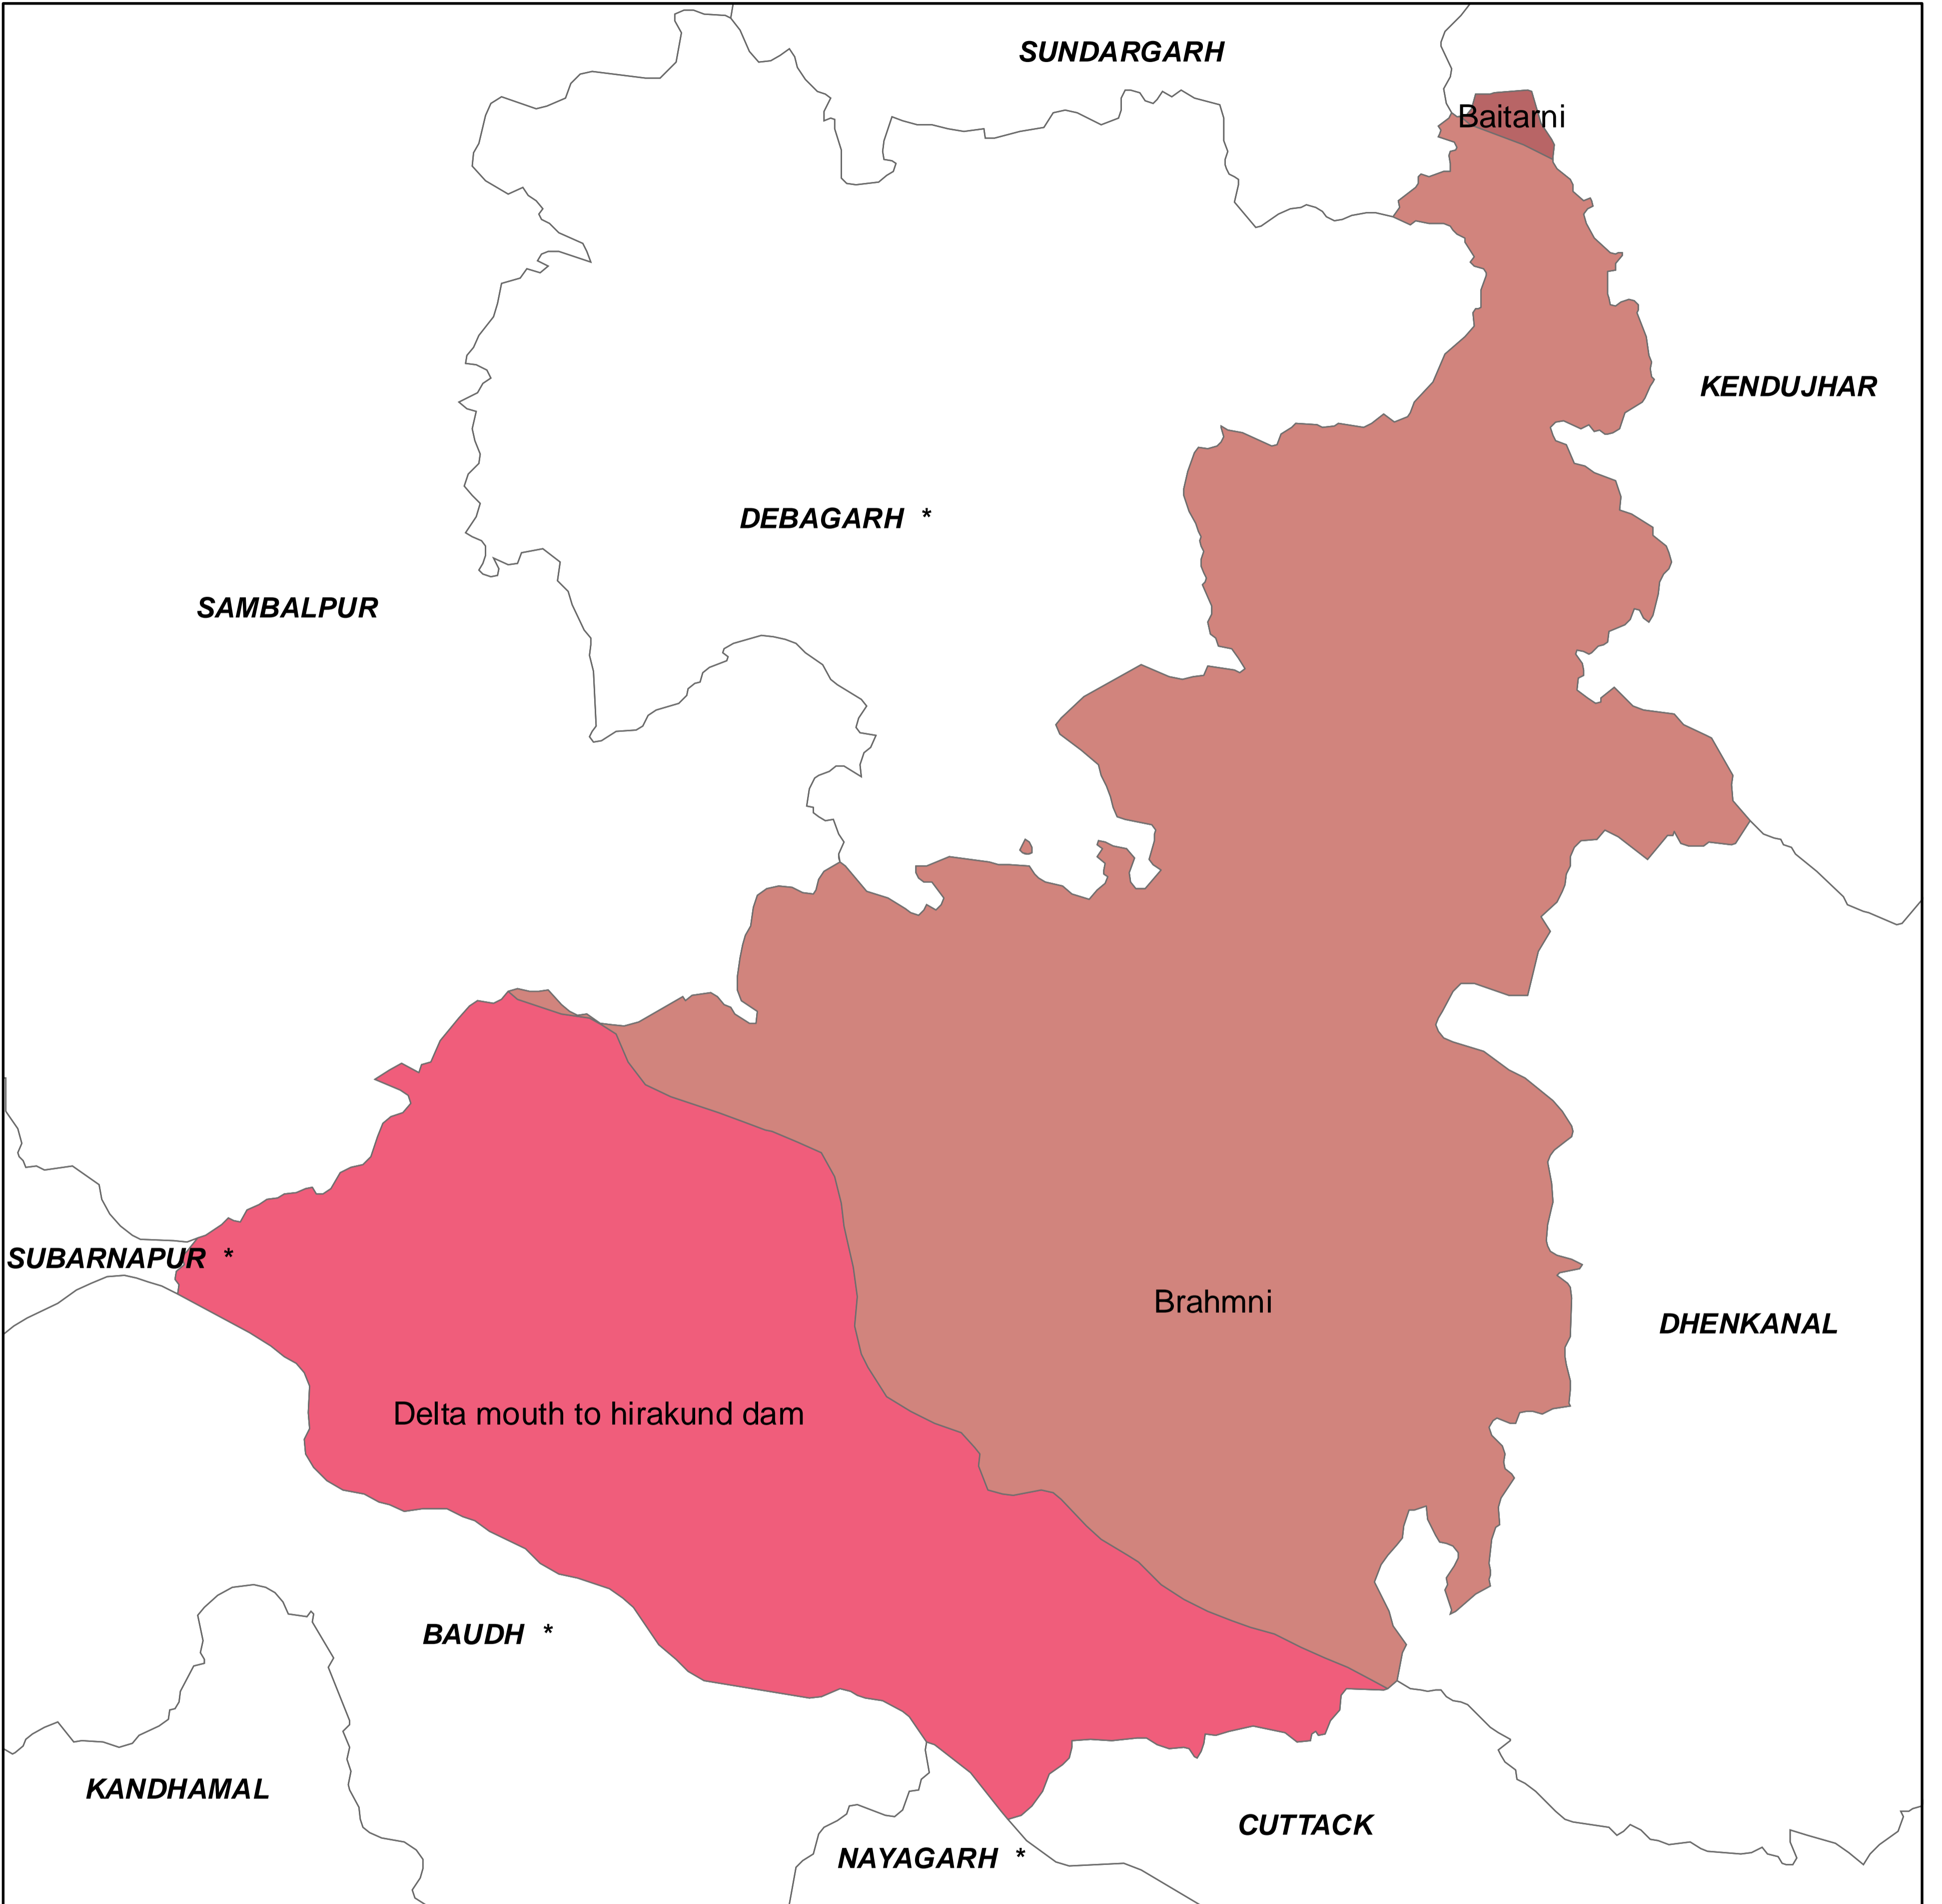 SUNDARGARH
Baitarni
KENDUJHAR
DEBAGARH *
SAMBALPUR
SUBARNAPUR *
Brahmni
DHENKANAL
Delta mouth to hirakund dam
BAUDH *
KANDHAMAL
CUTTACK
NAYAGARH *